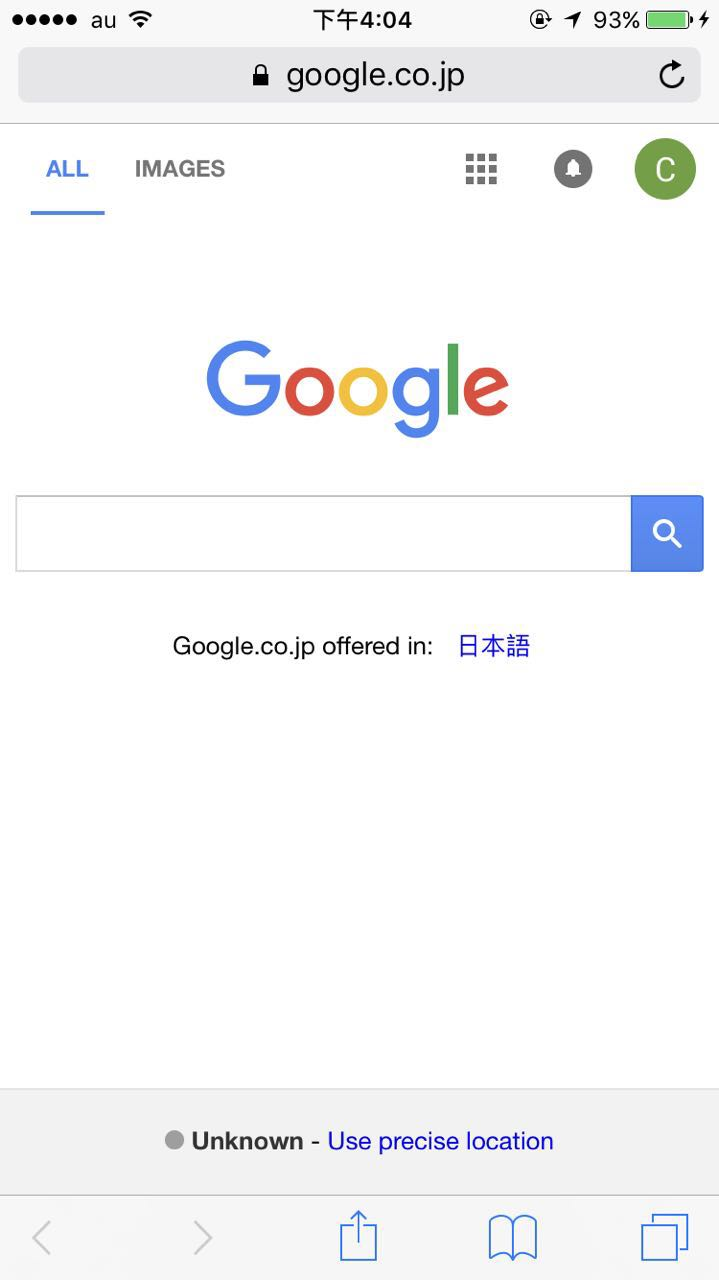 au 下午4:04 93%
google.co.jp
ALL IMAGES C
Google
Google.co.jp offered in: 日本語
Unknown - Use precise location